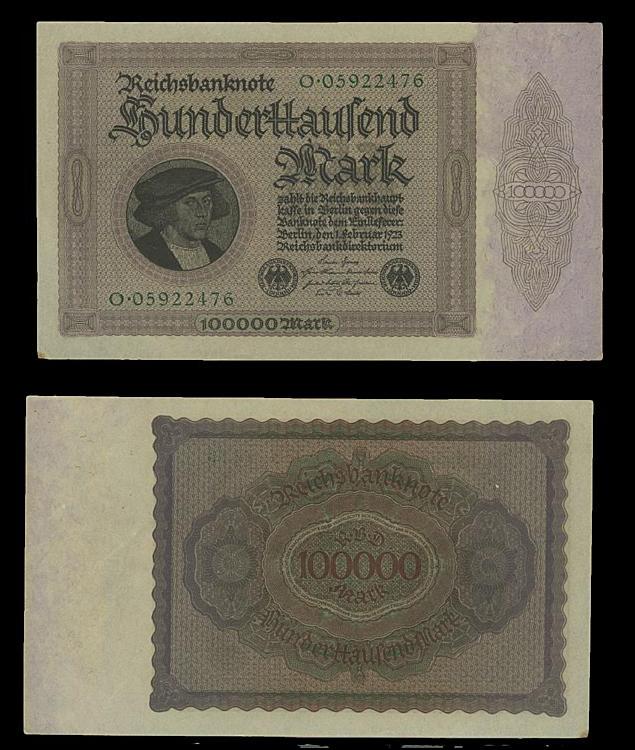 Reichsbanknote O·05922476
Hunderttausend
Mark
zahlt die Reichsbankhaupt-
kasse in Berlin gegen diese
Banknote dem Einlieferer:
Berlin, den 1. Februar 1923
Reichsbankdirektorium
O·05922476
100000 Mark
100000
Reichsbanknote
100000
Mark
Hunderttausend Mark